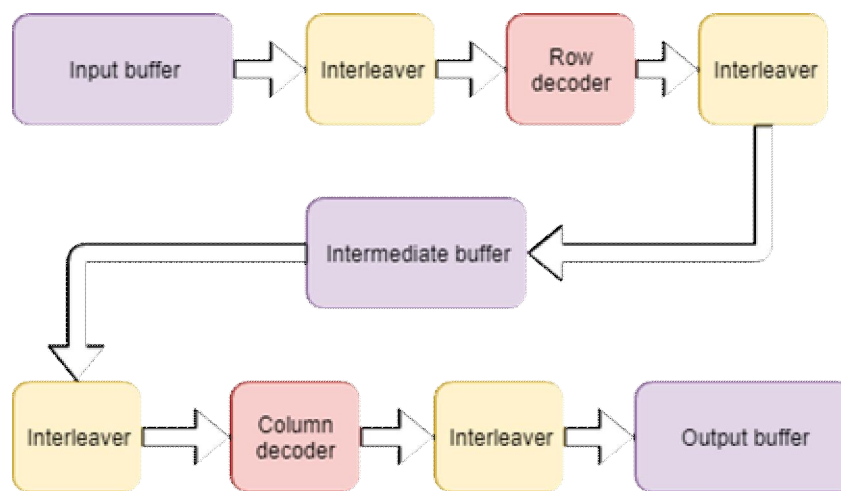 Input buffer
Interleaver
Row
decoder
Interleaver
Intermediate buffer
Interleaver
Column
decoder
Interleaver
Output buffer